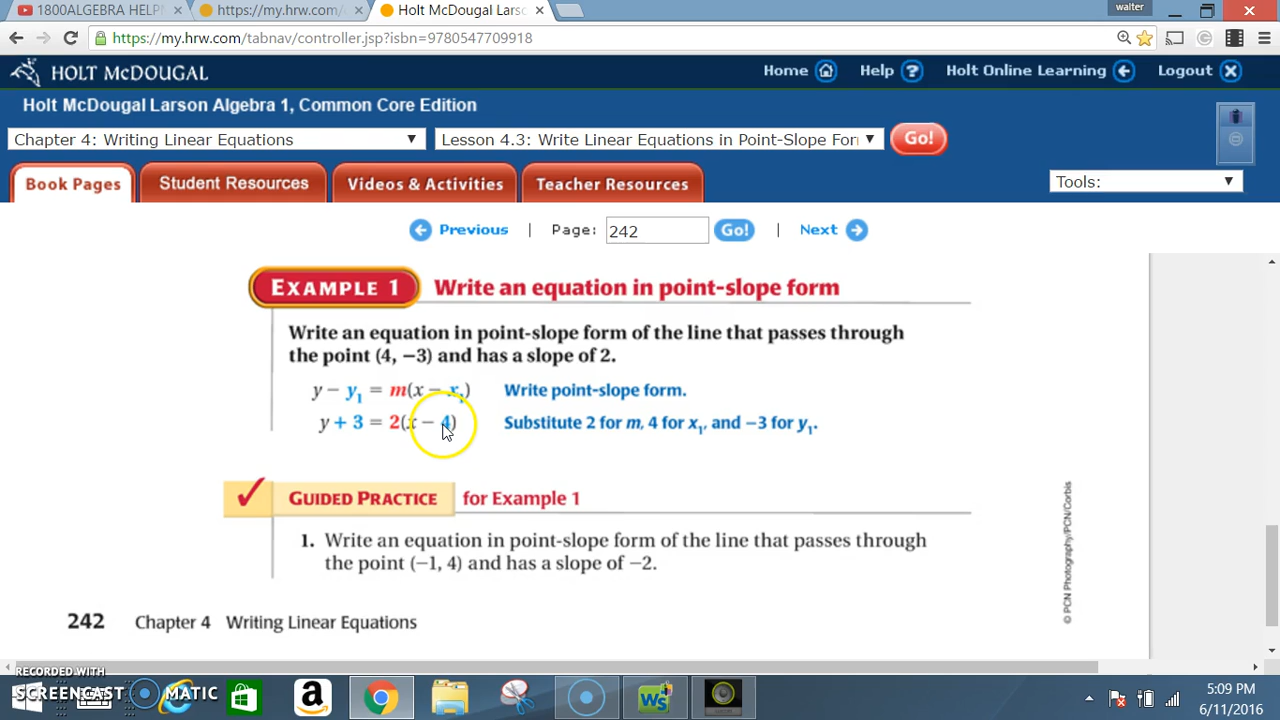 1800ALGEBRA HELP
https://my.hrw.com/
Holt McDougal Lars
walter
https://my.hrw.com/tabnav/controller.jsp?isbn=9780547709918
HOLT MCDOUGAL
Home
Help
Holt Online Learning
Logout
Holt McDougal Larson Algebra 1, Common Core Edition
Chapter 4: Writing Linear Equations
Lesson 4.3: Write Linear Equations in Point-Slope For
Go!
Book Pages
Student Resources
Videos & Activities
Teacher Resources
Tools:
Previous | Page: 242 Go! | Next
EXAMPLE 1 Write an equation in point-slope form
Write an equation in point-slope form of the line that passes through
the point (4, −3) and has a slope of 2.
y − y₁ = m(x − x₁) Write point-slope form.
y + 3 = 2(x − 4) Substitute 2 for m, 4 for x₁, and −3 for y₁.
GUIDED PRACTICE for Example 1
1. Write an equation in point-slope form of the line that passes through
the point (−1, 4) and has a slope of −2.
© PCN Photography/PCN/Corbis
242 Chapter 4 Writing Linear Equations
RECORDED WITH
SCREENCAST MATIC
5:09 PM
6/11/2016